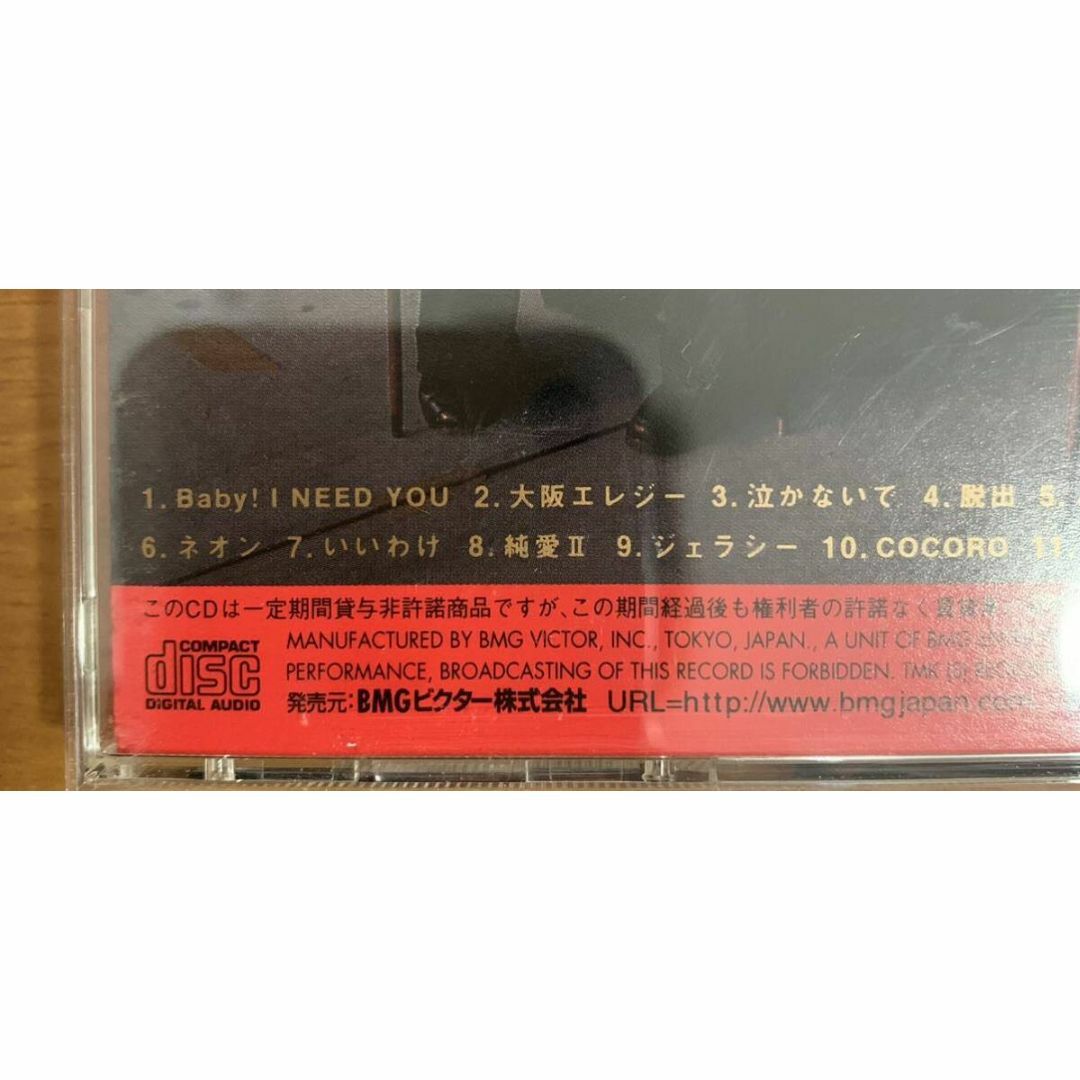 1. Baby! I NEED YOU 2. 大阪エレジー 3. 泣かないで 4. 脱出 5.
6. ネオン 7. いいわけ 8. 純愛II 9. ジェラシー 10. COCORO 11
このCDは一定期間貸与非許諾商品ですが、この期間経過後も権利者の許諾なく賃貸
COMPACT
disc
DIGITAL AUDIO
MANUFACTURED BY BMG VICTOR, INC., TOKYO, JAPAN., A UNIT OF BMG
PERFORMANCE, BROADCASTING OF THIS RECORD IS FORBIDDEN. TMK
発売元:BMGビクター株式会社 URL=http://www.bmgjapan.com